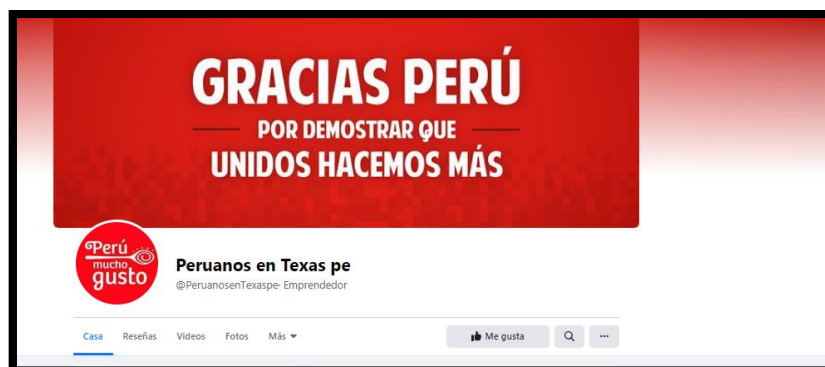 GRACIAS PERÚ
POR DEMOSTRAR QUE
UNIDOS HACEMOS MÁS
Perú
mucho
gusto
Peruanos en Texas pe
@PeruanosenTexaspe· Emprendedor
Casa Reseñas Videos Fotos Más Me gusta